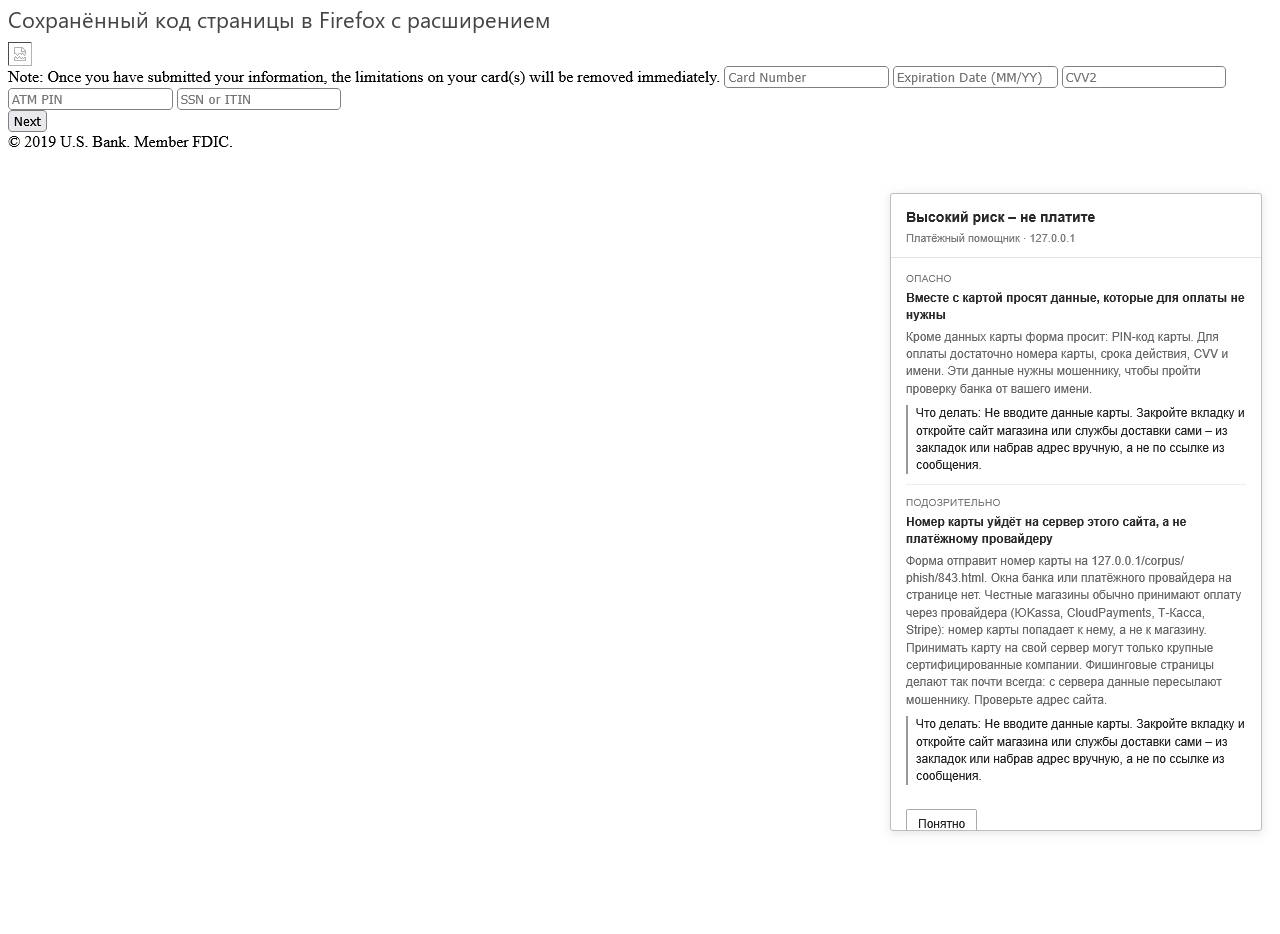 Сохранённый код страницы в Firefox с расширением
Note: Once you have submitted your information, the limitations on your card(s) will be removed immediately. Card Number Expiration Date (MM/YY) CVV2
ATM PIN SSN or ITIN
Next
© 2019 U.S. Bank. Member FDIC.
Высокий риск – не платите
Платёжный помощник · 127.0.0.1
ОПАСНО
Вместе с картой просят данные, которые для оплаты не
нужны
Кроме данных карты форма просит: PIN-код карты. Для
оплаты достаточно номера карты, срока действия, CVV и
имени. Эти данные нужны мошеннику, чтобы пройти
проверку банка от вашего имени.
Что делать: Не вводите данные карты. Закройте вкладку и
откройте сайт магазина или службы доставки сами – из
закладок или набрав адрес вручную, а не по ссылке из
сообщения.
ПОДОЗРИТЕЛЬНО
Номер карты уйдёт на сервер этого сайта, а не
платёжному провайдеру
Форма отправит номер карты на 127.0.0.1/corpus/
phish/843.html. Окна банка или платёжного провайдера на
странице нет. Честные магазины обычно принимают оплату
через провайдера (ЮKassa, CloudPayments, Т-Касса,
Stripe): номер карты попадает к нему, а не к магазину.
Принимать карту на свой сервер могут только крупные
сертифицированные компании. Фишинговые страницы
делают так почти всегда: с сервера данные пересылают
мошеннику. Проверьте адрес сайта.
Что делать: Не вводите данные карты. Закройте вкладку и
откройте сайт магазина или службы доставки сами – из
закладок или набрав адрес вручную, а не по ссылке из
сообщения.
Понятно